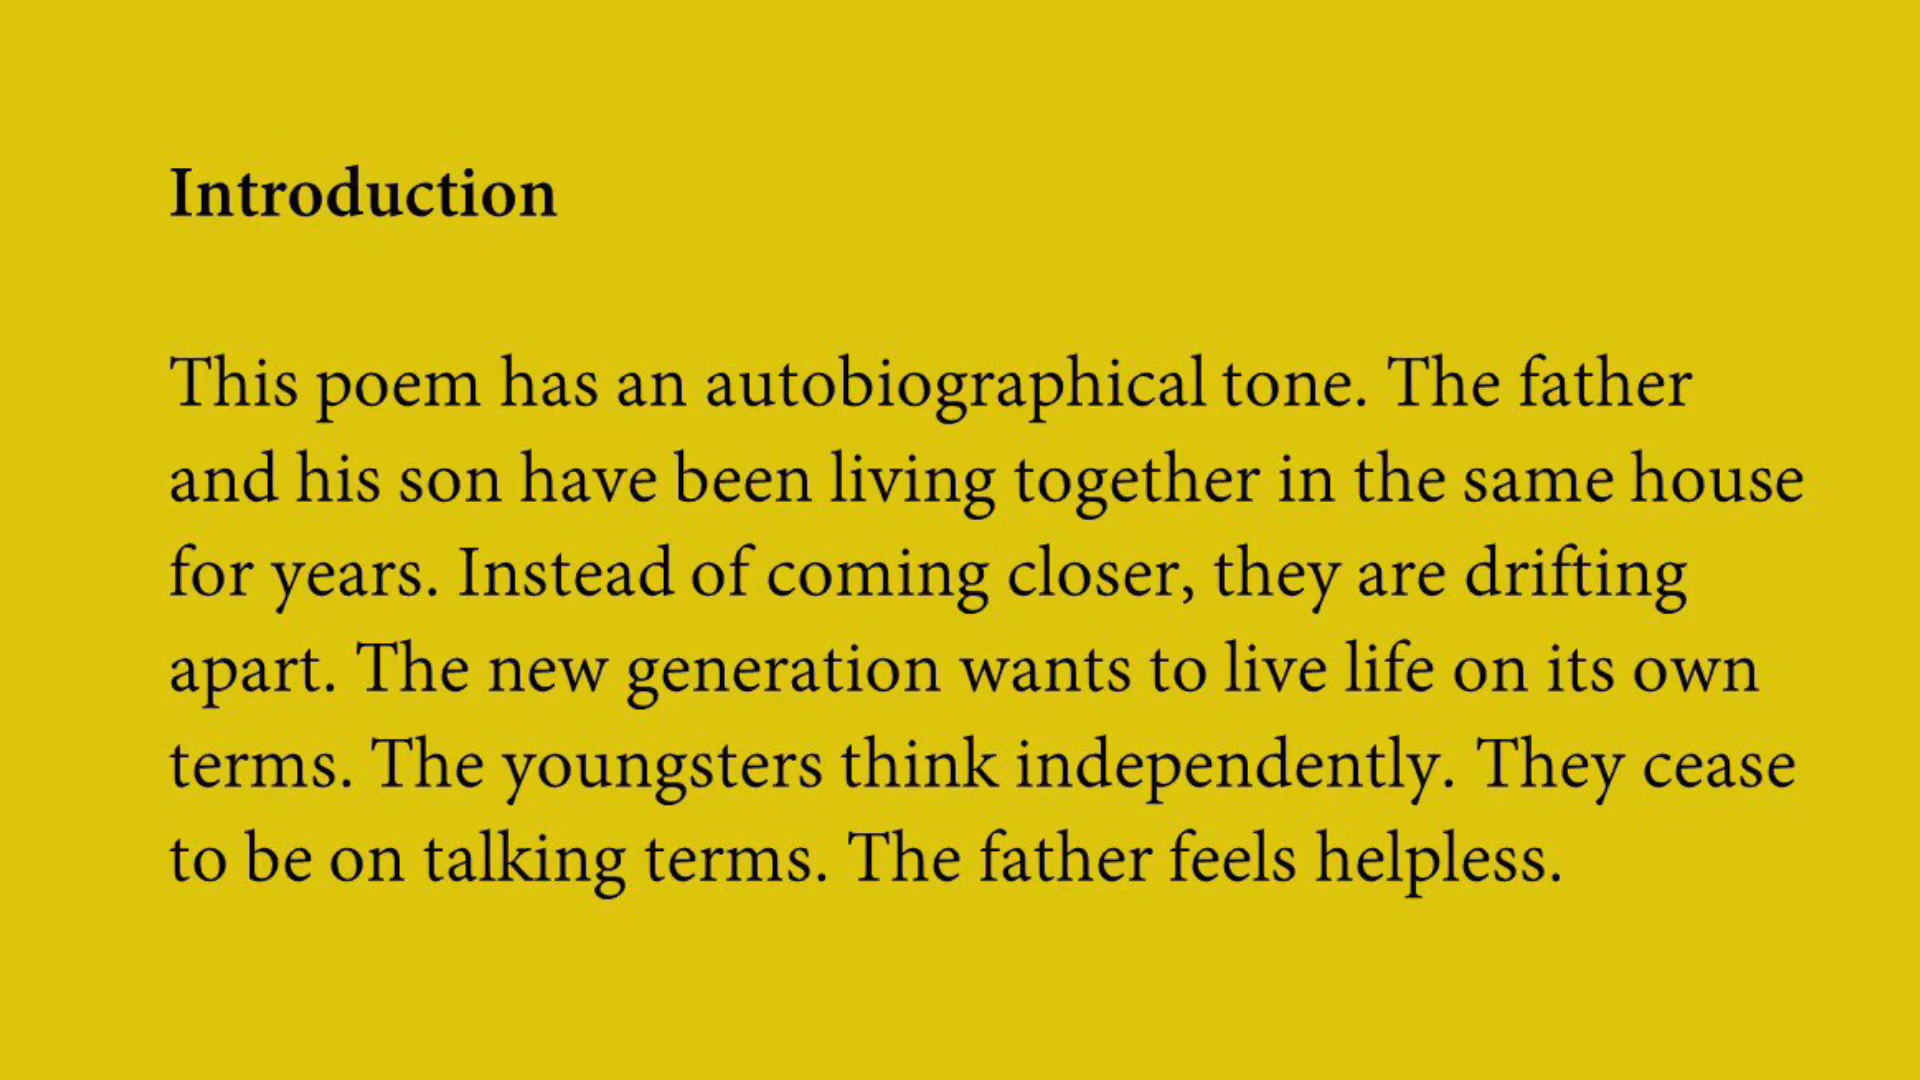 Introduction
This poem has an autobiographical tone. The father
and his son have been living together in the same house
for years. Instead of coming closer, they are drifting
apart. The new generation wants to live life on its own
terms. The youngsters think independently. They cease
to be on talking terms. The father feels helpless.